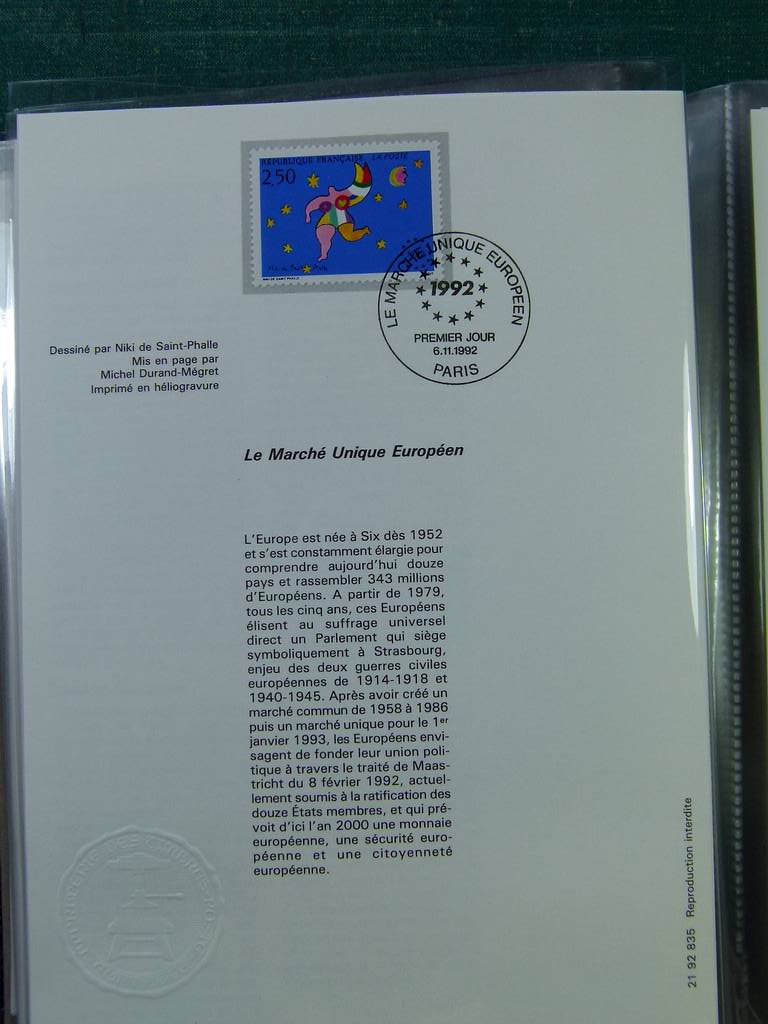 RÉPUBLIQUE FRANÇAISE LA POSTE
2,50
NIKI DE SAINT PHALLE
LE MARCHE UNIQUE EUROPEEN
1992
PREMIER JOUR
6.11.1992
PARIS
Dessiné par Niki de Saint-Phalle
Mis en page par
Michel Durand-Mégret
Imprimé en héliogravure
Le Marché Unique Européen
L'Europe est née à Six dès 1952
et s'est constamment élargie pour
comprendre aujourd'hui douze
pays et rassembler 343 millions
d'Européens. A partir de 1979,
tous les cinq ans, ces Européens
élisent au suffrage universel
direct un Parlement qui siège
symboliquement à Strasbourg,
enjeu des deux guerres civiles
européennes de 1914-1918 et
1940-1945. Après avoir créé un
marché commun de 1958 à 1986
puis un marché unique pour le 1er
janvier 1993, les Européens envi-
sagent de fonder leur union poli-
tique à travers le traité de Maas-
tricht du 8 février 1992, actuel-
lement soumis à la ratification des
douze États membres, et qui pré-
voit d'ici l'an 2000 une monnaie
européenne, une sécurité euro-
péenne et une citoyenneté
européenne.
21 92 835 Reproduction interdite